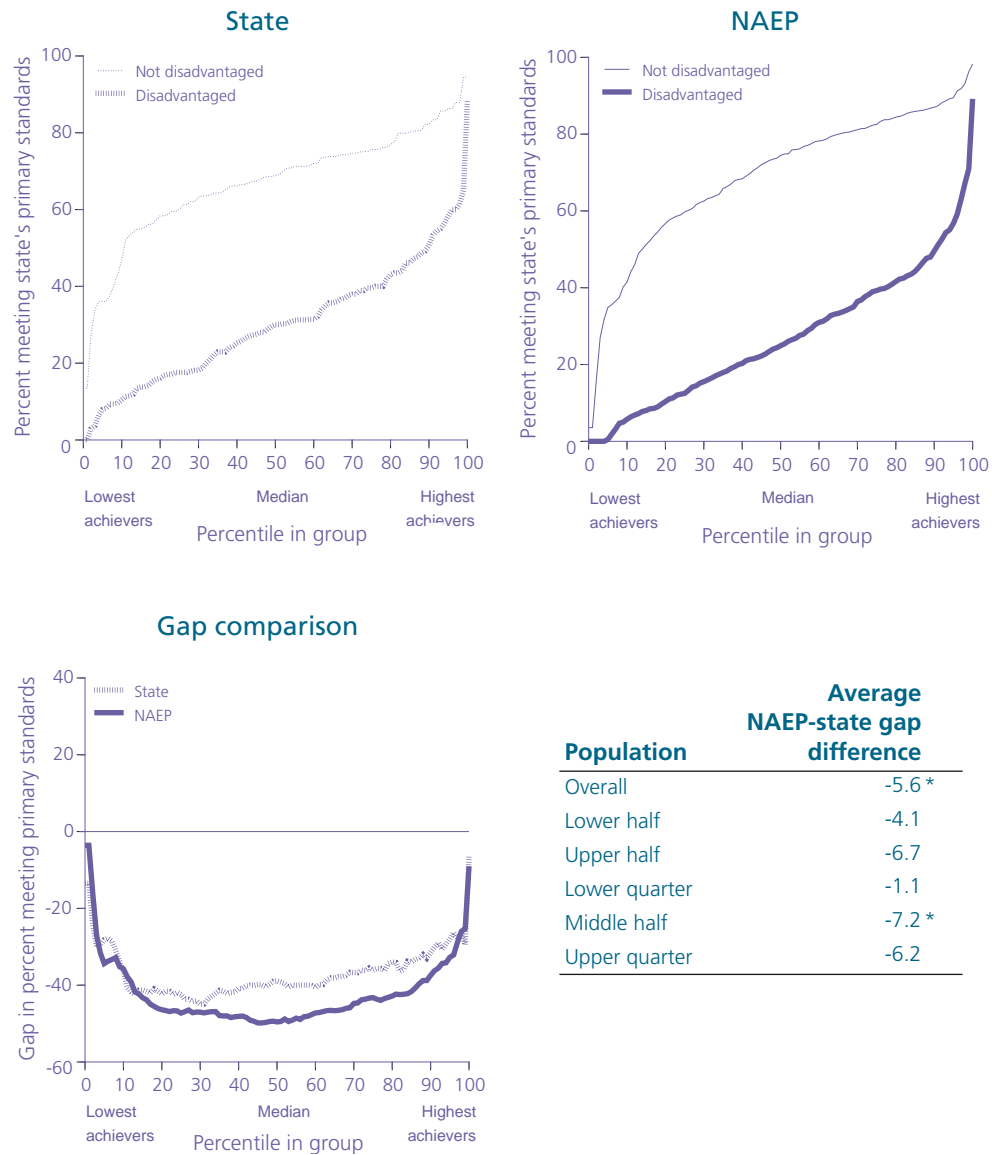 State
100
80
60
40
20
0
Percent meeting state's primary standards
Not disadvantaged
Disadvantaged
0 10 20 30 40 50 60 70 80 90 100
Lowest achievers
Median
Highest achievers
Percentile in group
NAEP
100
80
60
40
20
0
Percent meeting state's primary standards
Not disadvantaged
Disadvantaged
0 10 20 30 40 50 60 70 80 90 100
Lowest achievers
Median
Highest achievers
Percentile in group
Gap comparison
40
20
0
-20
-40
-60
Gap in percent meeting primary standards
State
NAEP
0 10 20 30 40 50 60 70 80 90 100
Lowest achievers
Median
Highest achievers
Percentile in group
Average
NAEP-state gap
Population difference
Overall -5.6 *
Lower half -4.1
Upper half -6.7
Lower quarter -1.1
Middle half -7.2 *
Upper quarter -6.2